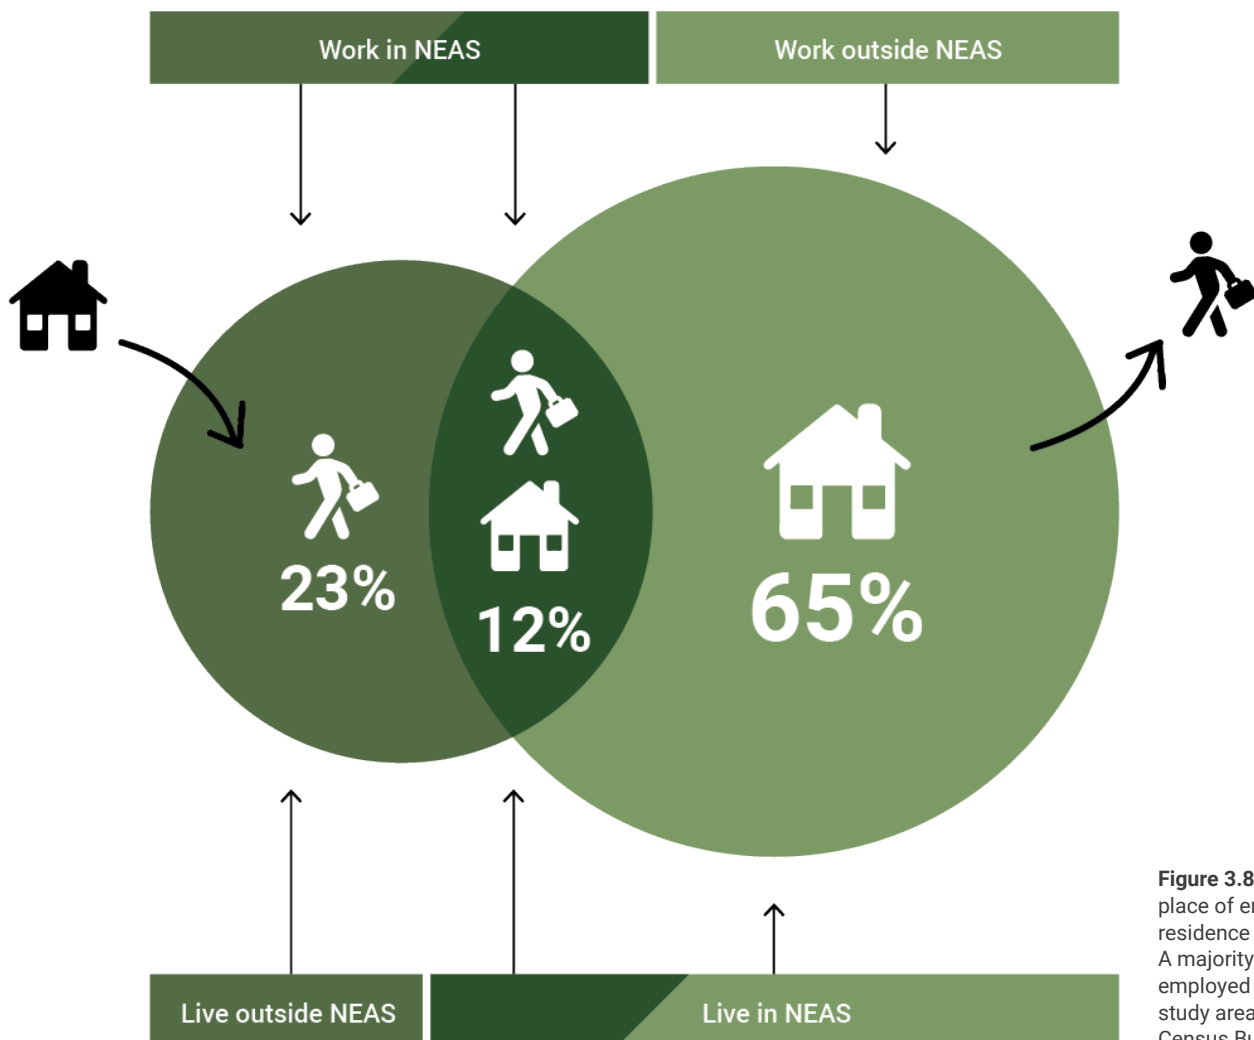 Work in NEAS
Work outside NEAS
23%
12%
65%
Live outside NEAS
Live in NEAS
Figure 3.8
place of
residence
A majority
employed
study area
Census